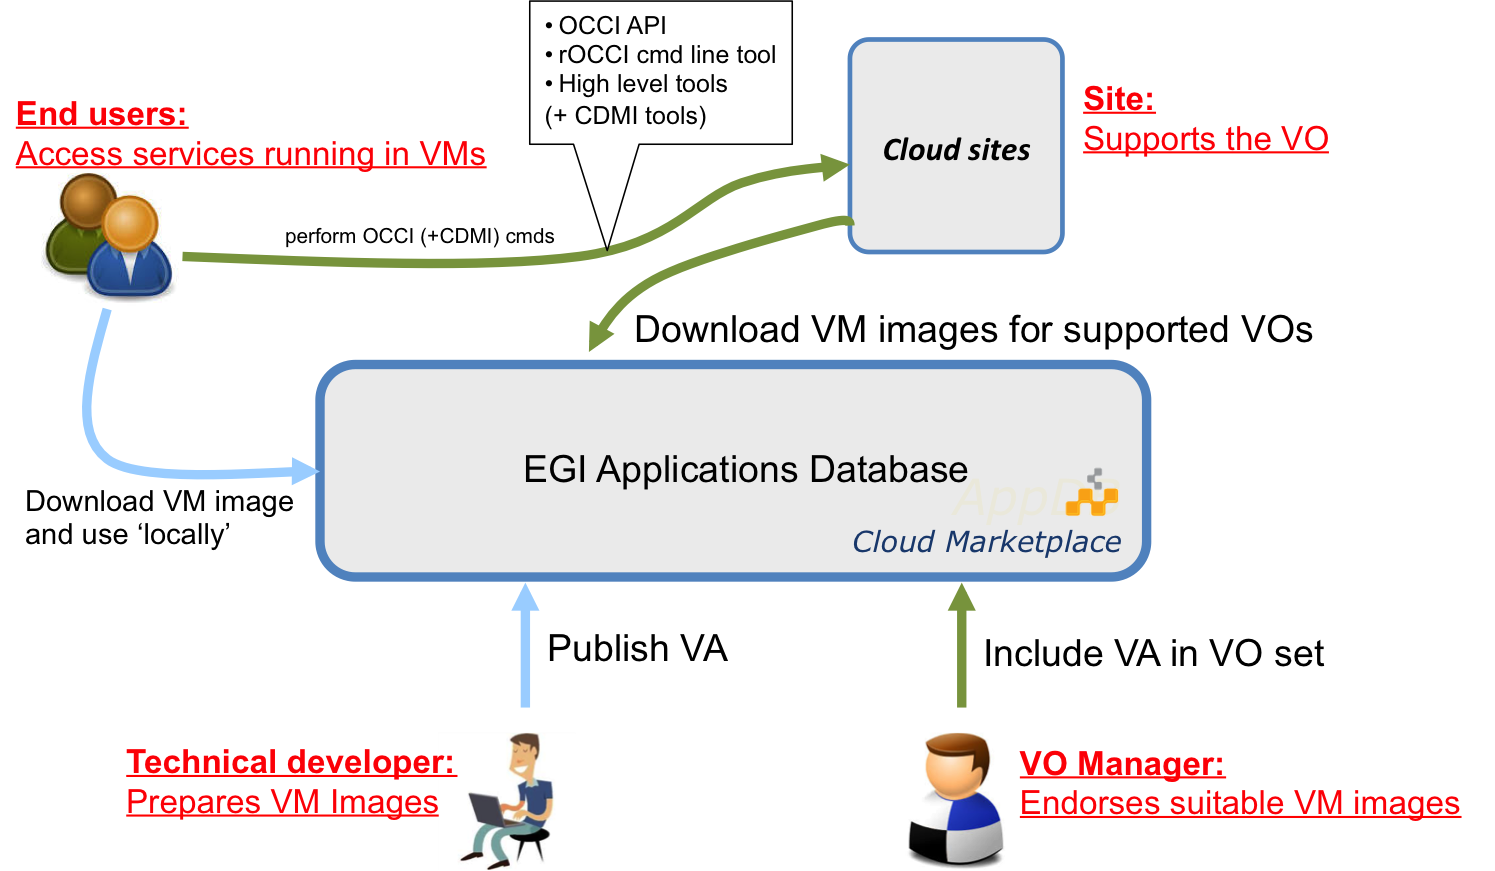 • OCCI API
• rOCCI cmd line tool
• High level tools
(+ CDMI tools)
End users:
Access services running in VMs
Cloud sites
Site:
Supports the VO
perform OCCI (+CDMI) cmds
Download VM images for supported VOs
EGI Applications Database
AppDB
Cloud Marketplace
Download VM image
and use ‘locally’
Publish VA
Include VA in VO set
Technical developer:
Prepares VM Images
VO Manager:
Endorses suitable VM images